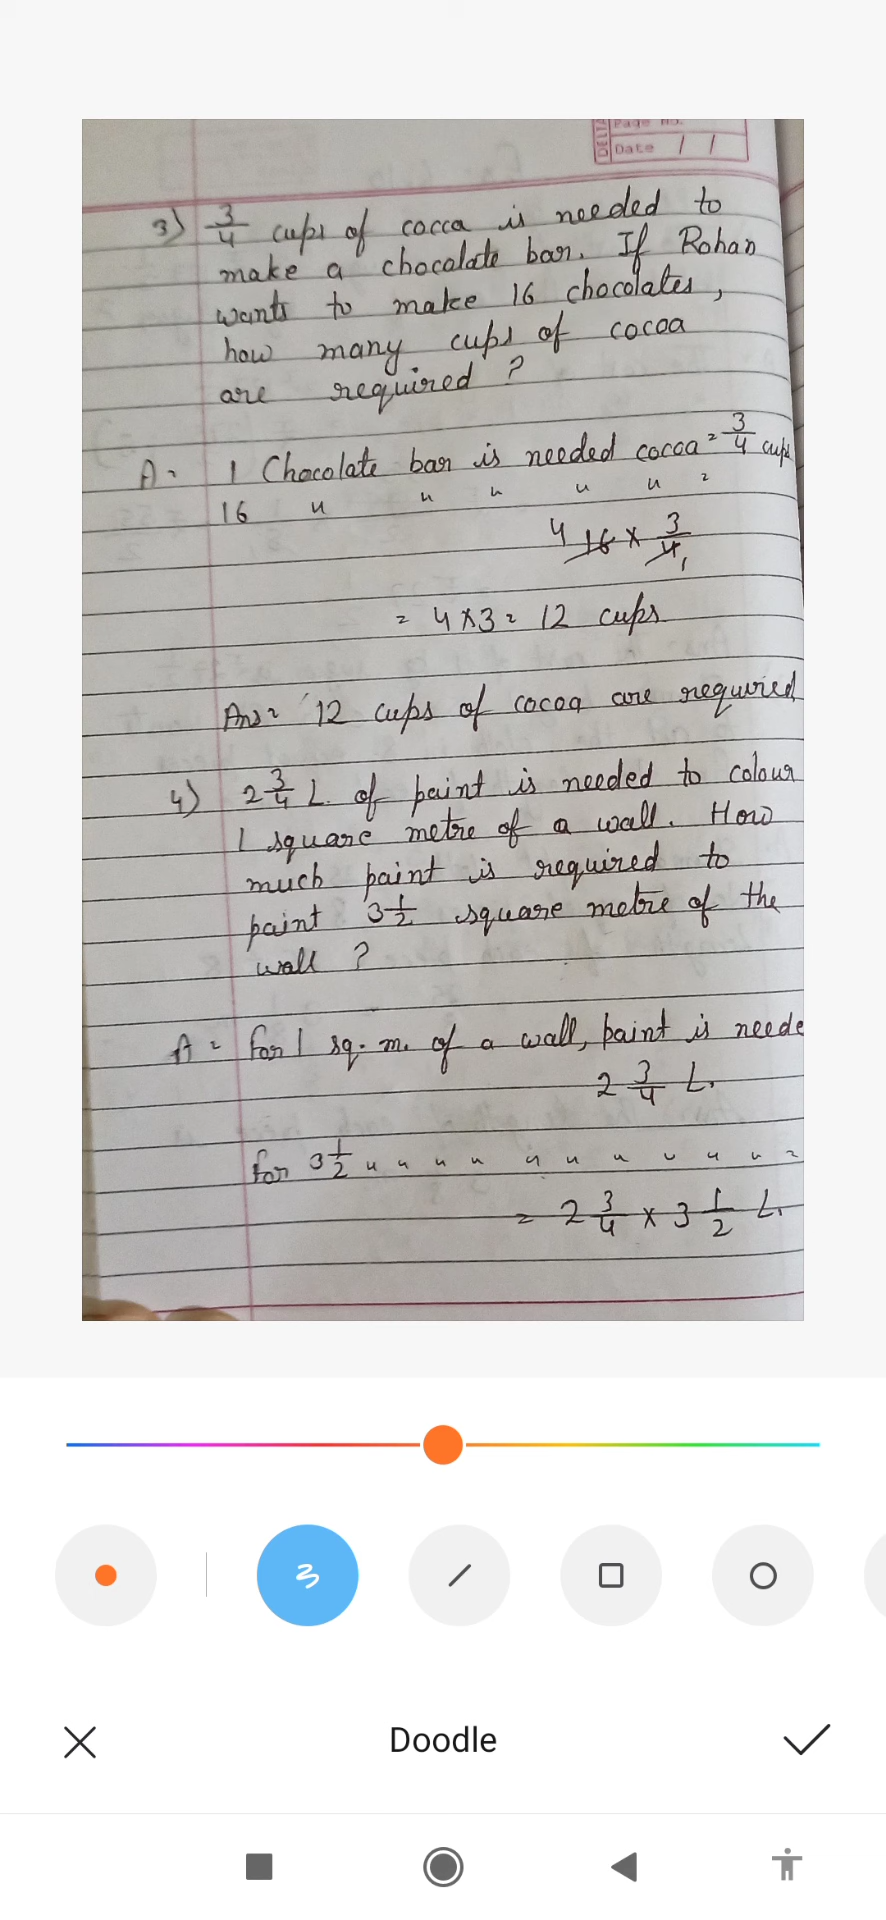 Page No.
DELTA Date / /
3) 3/4 cups of cocca is needed to
make a chocalate bar. If Rohan
wants to make 16 chocolates,
how many cups of cocoa
are required ?
A = 1 Chocolate bar is needed cocoa = 3/4 cups
16 " " " " " =
4 16 × 3/4 1
= 4 × 3 = 12 cups
Ans = 12 cups of cocoa are required
4) 2 3/4 L. of paint is needed to colour
1 square metre of a wall. How
much paint is required to
paint 3 1/2 square metre of the
wall ?
A = For 1 sq. m. of a wall, paint is neede
2 3/4 L.
For 3 1/2 " " " " " " " " " " =
= 2 3/4 × 3 1/2 L.
Doodle